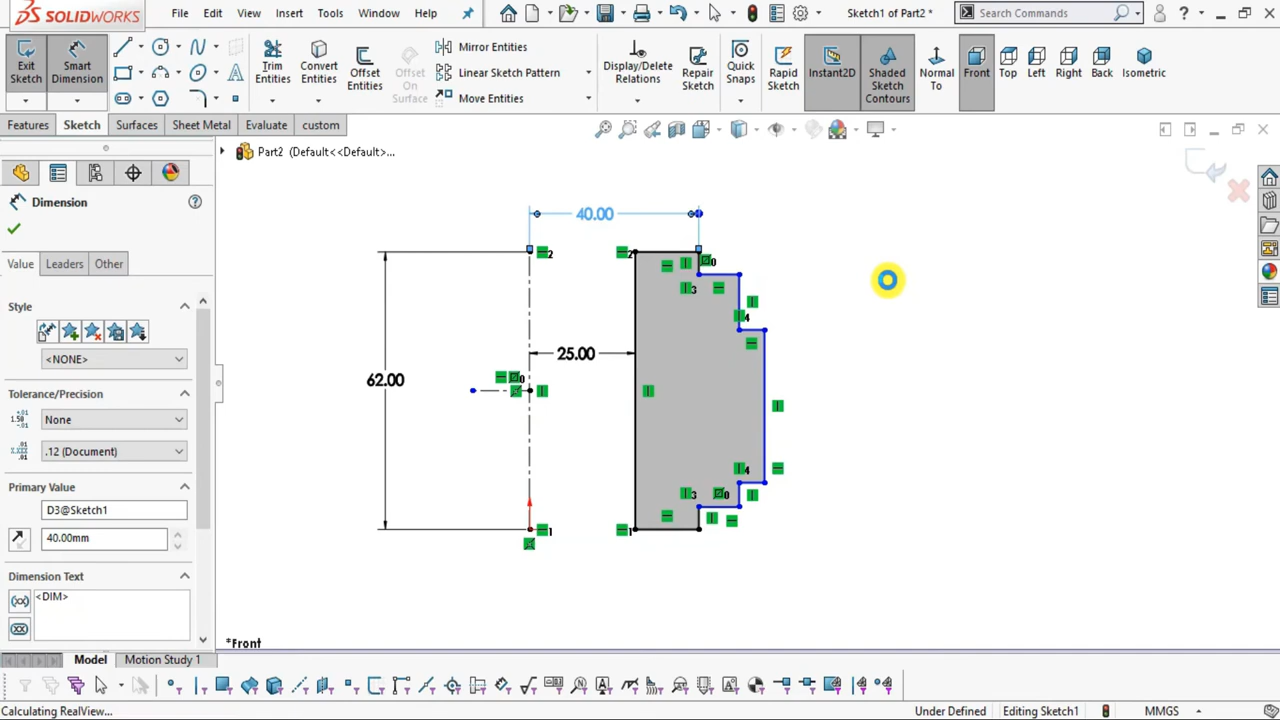 SOLIDWORKS
File Edit View Insert Tools Window Help
Sketch1 of Part2 *
Search Commands
?
Exit Sketch
Smart Dimension
Trim Entities
Convert Entities
Offset Entities
Offset On Surface
Mirror Entities
Linear Sketch Pattern
Move Entities
Display/Delete Relations
Repair Sketch
Quick Snaps
Rapid Sketch
Instant2D
Shaded Sketch Contours
Normal To
Front
Top
Left
Right
Back
Isometric
Features Sketch Surfaces Sheet Metal Evaluate custom
Part2 (Default<<Default>...
Dimension
Value Leaders Other
Style
<NONE>
Tolerance/Precision
None
.12 (Document)
Primary Value
D3@Sketch1
40.00mm
Dimension Text
<DIM>
40.00
25.00
62.00
*Front
Model Motion Study 1
Calculating RealView...
Under Defined
Editing Sketch1
MMGS